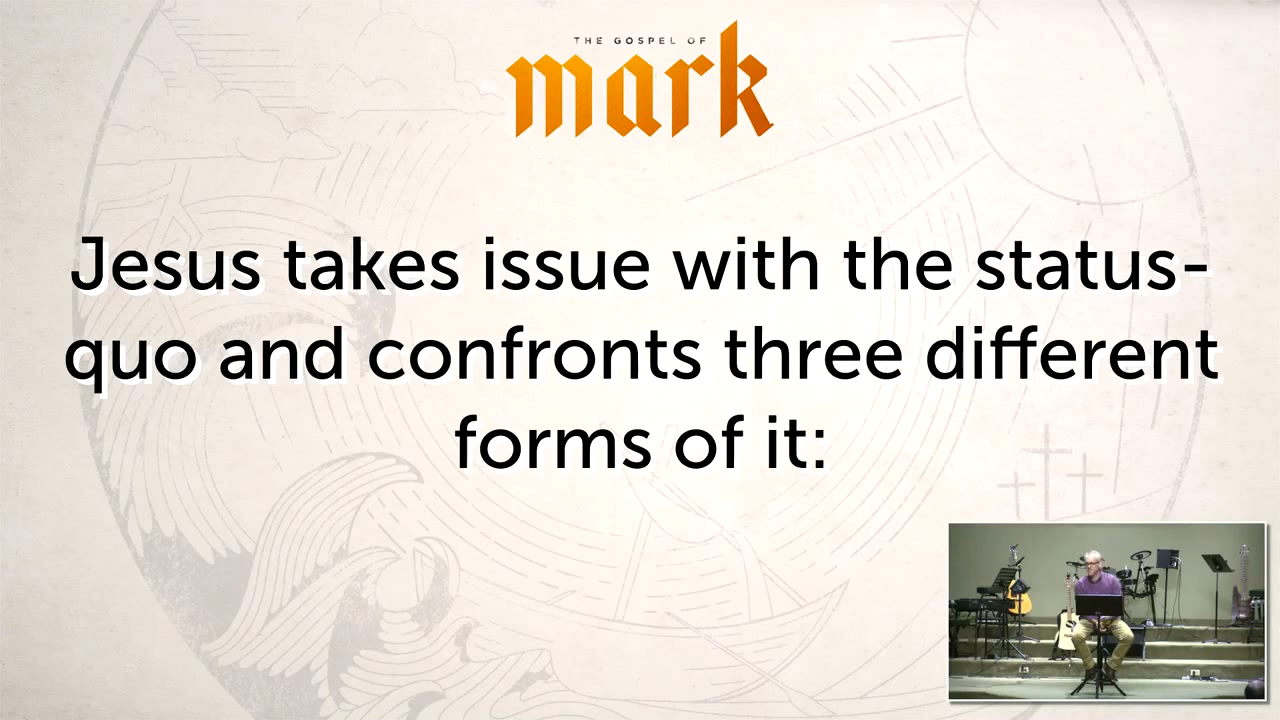 THE GOSPEL OF
mark
Jesus takes issue with the status-
quo and confronts three different
forms of it: